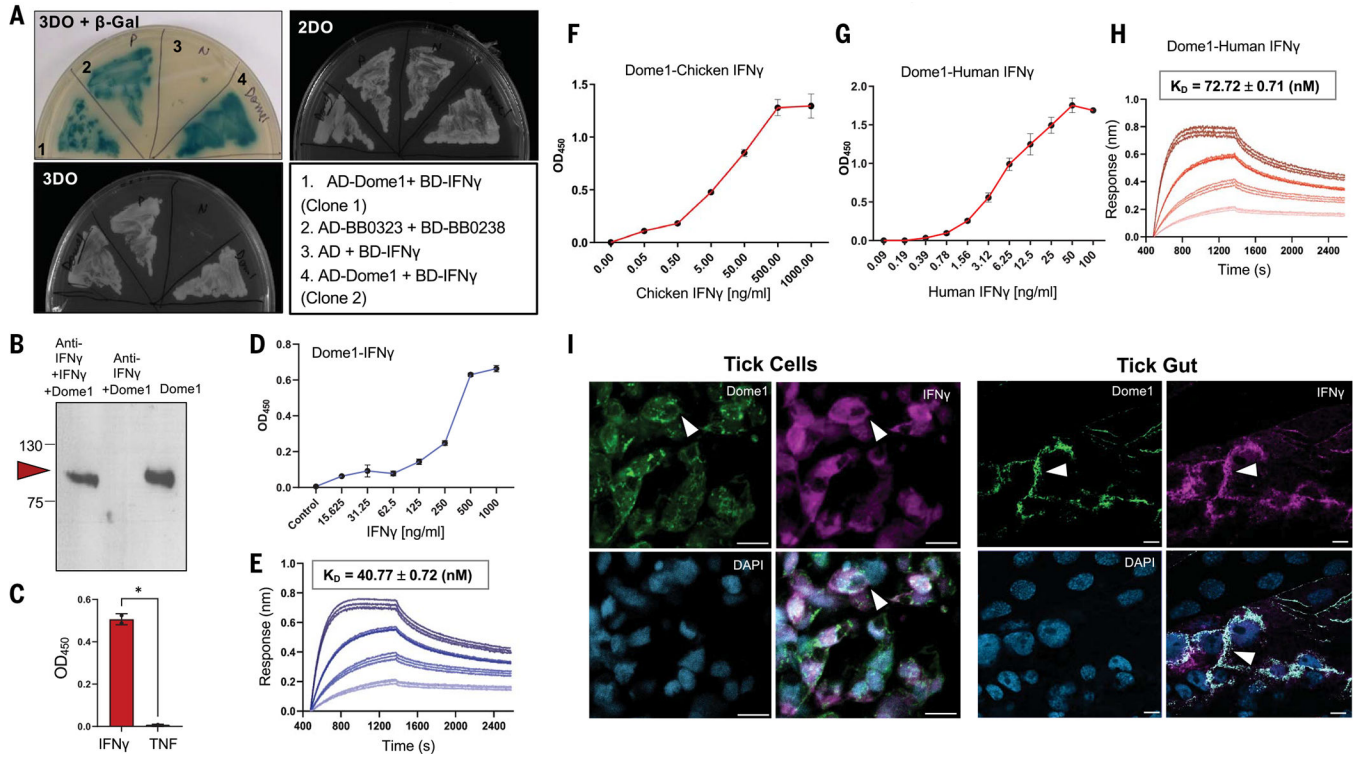 A
3DO + β-Gal
P
3
N
2
4
Dome1
1
2DO
P
N
Dome1
3DO
P
N
Dome1
Dome1
1. AD-Dome1+ BD-IFNγ
(Clone 1)
2. AD-BB0323 + BD-BB0238
3. AD + BD-IFNγ
4. AD-Dome1 + BD-IFNγ
(Clone 2)
B
Anti-
IFNγ
+IFNγ
+Dome1
Anti-
IFNγ
+Dome1
Dome1
130
75
C
0.6
0.4
0.2
0.0
OD450
*
IFNγ
TNF
D
Dome1-IFNγ
0.8
0.6
0.4
0.2
0.0
OD450
Control
15.625
31.25
62.5
125
250
500
1000
IFNγ [ng/ml]
E
KD = 40.77 ± 0.72 (nM)
1.0
0.8
0.6
0.4
0.2
0.0
Response (nm)
400
800
1200
1600
2000
2400
Time (s)
F
Dome1-Chicken IFNγ
1.5
1.0
0.5
0.0
OD450
0.00
0.05
0.50
5.00
50.00
500.00
1000.00
Chicken IFNγ [ng/ml]
G
Dome1-Human IFNγ
2.0
1.5
1.0
0.5
0.0
OD450
0.09
0.19
0.39
0.78
1.56
3.12
6.25
12.5
25
50
100
Human IFNγ [ng/ml]
H
Dome1-Human IFNγ
KD = 72.72 ± 0.71 (nM)
1.0
0.8
0.6
0.4
0.2
0.0
Response (nm)
400
800
1200
1600
2000
2400
Time (s)
I
Tick Cells
Dome1
IFNγ
DAPI
Tick Gut
Dome1
IFNγ
DAPI